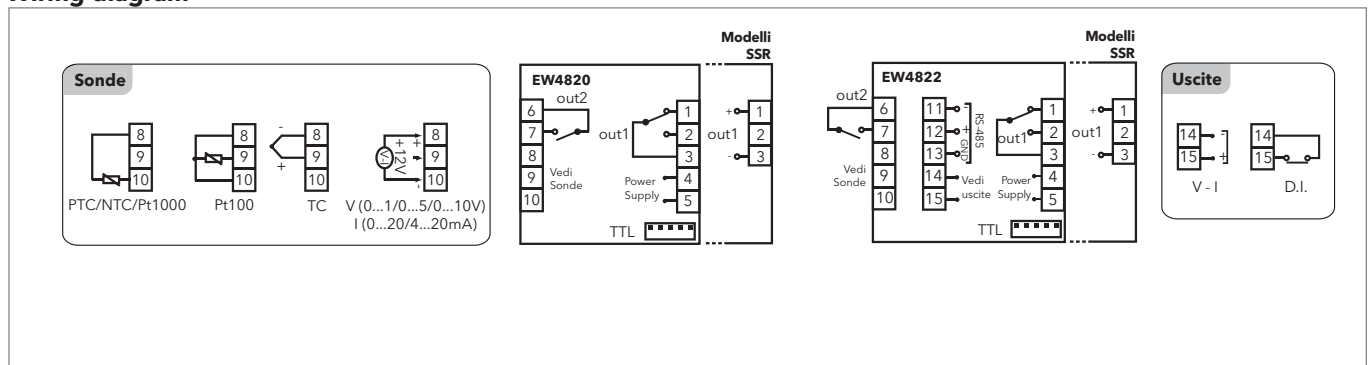 Wiring diagram
Modelli
SSR
Modelli
SSR
Sonde
8
9
10
PTC/NTC/Pt1000
8
9
10
Pt100
-
+
8
9
10
TC
V-I
+12V
+
-
8
9
10
V (0...1/0...5/0...10V)
I (0...20/4...20mA)
EW4820
out2
6
7
8
9
10
Vedi
Sonde
out1
1
2
3
4
5
Power
Supply
TTL
+
out1
-
1
2
3
EW4822
out2
6
7
8
9
10
Vedi
Sonde
11
12
13
14
15
-
+
GND
RS-485
Vedi
uscite
out1
1
2
3
4
5
Power
Supply
TTL
+
out1
-
1
2
3
Uscite
14
15
-
+
V - I
14
15
D.I.